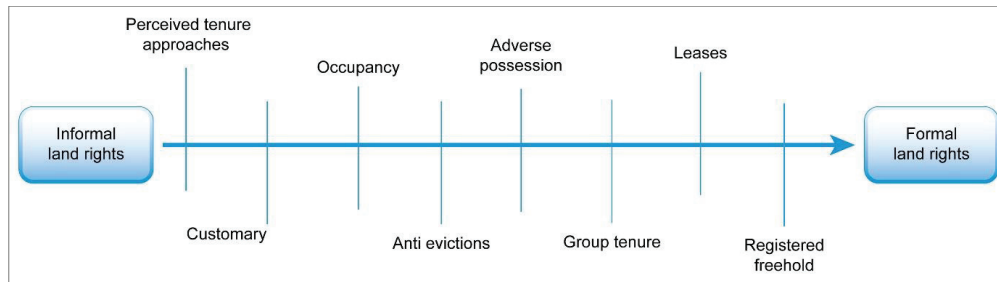 Perceived tenure
approaches
Occupancy
Adverse
possession
Leases
Informal
land rights
Formal
land rights
Customary
Anti evictions
Group tenure
Registered
freehold